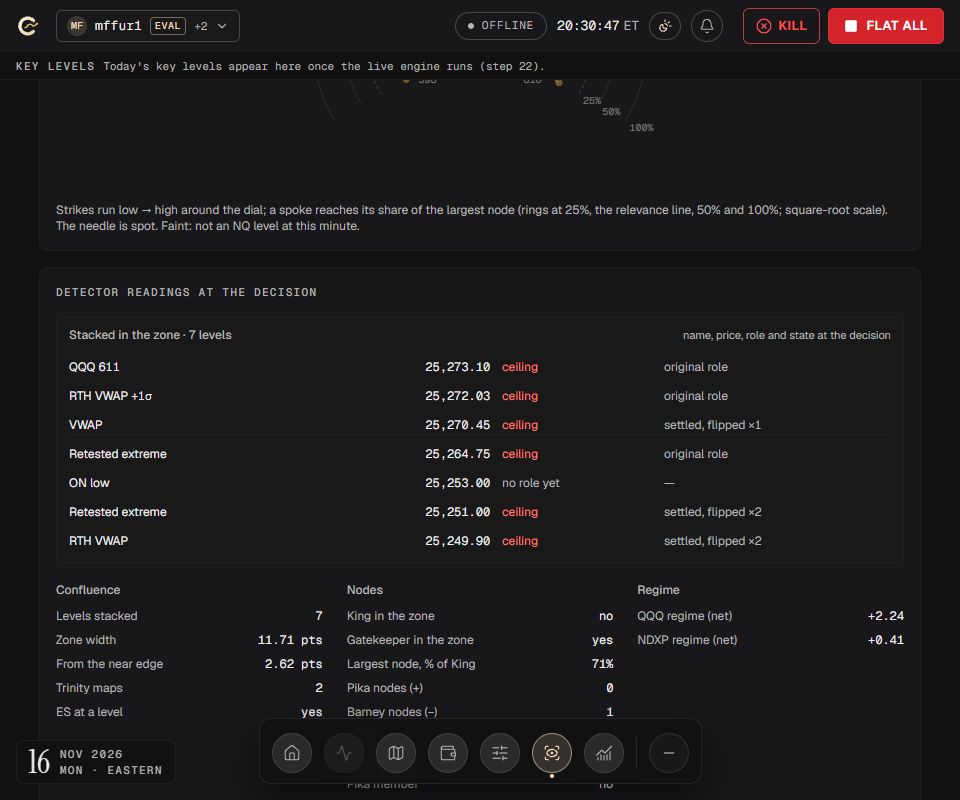 MF mffur1 EVAL +2
OFFLINE
20:30:47 ET
KILL
FLAT ALL
KEY LEVELS Today's key levels appear here once the live engine runs (step 22).
25%
50%
100%
Strikes run low → high around the dial; a spoke reaches its share of the largest node (rings at 25%, the relevance line, 50% and 100%; square-root scale).
The needle is spot. Faint: not an NQ level at this minute.
DETECTOR READINGS AT THE DECISION
Stacked in the zone · 7 levels name, price, role and state at the decision
QQQ 611 25,273.10 ceiling original role
RTH VWAP +1σ 25,272.03 ceiling original role
VWAP 25,270.45 ceiling settled, flipped ×1
Retested extreme 25,264.75 ceiling original role
ON low 25,253.00 no role yet —
Retested extreme 25,251.00 ceiling settled, flipped ×2
RTH VWAP 25,249.90 ceiling settled, flipped ×2
Confluence Nodes Regime
Levels stacked 7 King in the zone no QQQ regime (net) +2.24
Zone width 11.71 pts Gatekeeper in the zone yes NDXP regime (net) +0.41
From the near edge 2.62 pts Largest node, % of King 71%
Trinity maps 2 Pika nodes (+) 0
ES at a level yes Barney nodes (−) 1
16 NOV 2026
MON · EASTERN
Pika member no